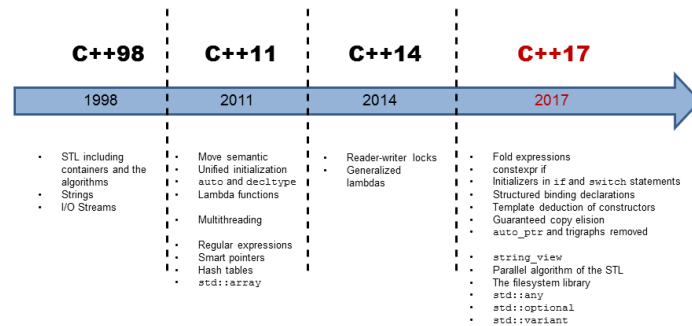 C++98
C++11
C++14
C++17
1998
2011
2014
2017
▪ STL including
containers and the
algorithms
▪ Strings
▪ I/O Streams
▪ Move semantic
▪ Unified initialization
▪ auto and decltype
▪ Lambda functions
▪ Multithreading
▪ Regular expressions
▪ Smart pointers
▪ Hash tables
▪ std::array
▪ Reader-writer locks
▪ Generalized
lambdas
▪ Fold expressions
▪ constexpr if
▪ Initializers in if and switch statements
▪ Structured binding declarations
▪ Template deduction of constructors
▪ Guaranteed copy elision
▪ auto_ptr and trigraphs removed
▪ string_view
▪ Parallel algorithm of the STL
▪ The filesystem library
▪ std::any
▪ std::optional
▪ std::variant